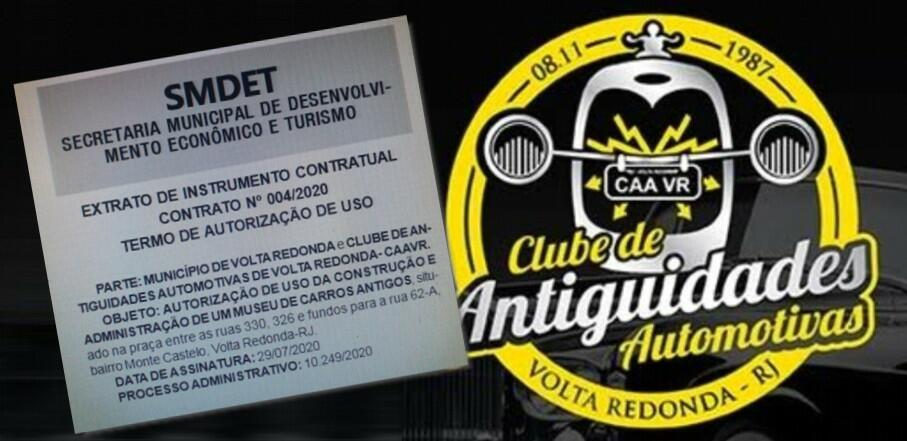 SMDET
SECRETARIA MUNICIPAL DE DESENVOLVI-
MENTO ECONÔMICO E TURISMO
EXTRATO DE INSTRUMENTO CONTRATUAL
CONTRATO Nº 004/2020
TERMO DE AUTORIZAÇÃO DE USO
PARTE: MUNICÍPIO DE VOLTA REDONDA e CLUBE DE AN-
TIGUIDADES AUTOMOTIVAS DE VOLTA REDONDA- CAAVR.
OBJETO: AUTORIZAÇÃO DE USO DA CONSTRUÇÃO E
ADMINISTRAÇÃO DE UM MUSEU DE CARROS ANTIGOS, situ-
ado na praça entre as ruas 330, 326 e fundos para a rua 62-A,
bairro Monte Castelo, Volta Redonda-RJ.
DATA DE ASSINATURA: 29/07/2020
PROCESSO ADMINISTRATIVO: 10.249/2020
08.11
1987
CAA VR
Clube de
Antiguidades
Automotivas
VOLTA REDONDA - RJ